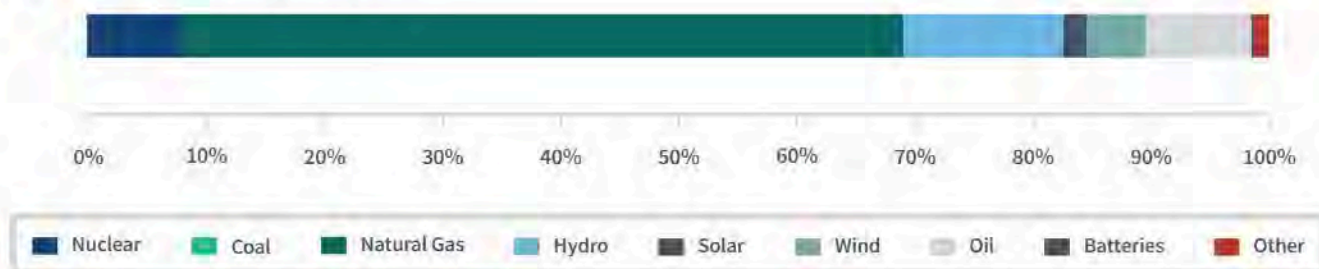 0% 10% 20% 30% 40% 50% 60% 70% 80% 90% 100%
Nuclear Coal Natural Gas Hydro Solar Wind Oil Batteries Other